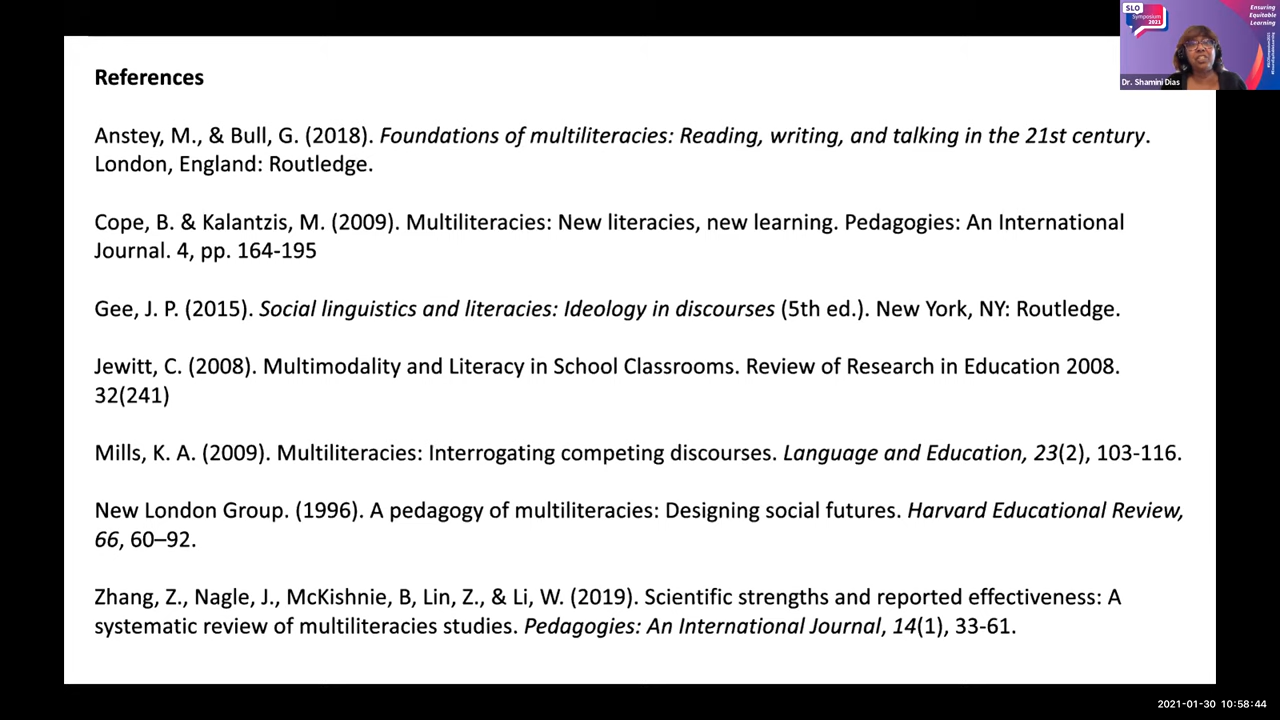 References
Anstey, M., & Bull, G. (2018). Foundations of multiliteracies: Reading, writing, and talking in the 21st century.
London, England: Routledge.
Cope, B. & Kalantzis, M. (2009). Multiliteracies: New literacies, new learning. Pedagogies: An International
Journal. 4, pp. 164-195
Gee, J. P. (2015). Social linguistics and literacies: Ideology in discourses (5th ed.). New York, NY: Routledge.
Jewitt, C. (2008). Multimodality and Literacy in School Classrooms. Review of Research in Education 2008.
32(241)
Mills, K. A. (2009). Multiliteracies: Interrogating competing discourses. Language and Education, 23(2), 103-116.
New London Group. (1996). A pedagogy of multiliteracies: Designing social futures. Harvard Educational Review,
66, 60–92.
Zhang, Z., Nagle, J., McKishnie, B, Lin, Z., & Li, W. (2019). Scientific strengths and reported effectiveness: A
systematic review of multiliteracies studies. Pedagogies: An International Journal, 14(1), 33-61.
SLO
Symposium
2021
Ensuring
Equitable
Learning
Dr. Shamini Dias
2021-01-30 10:58:44